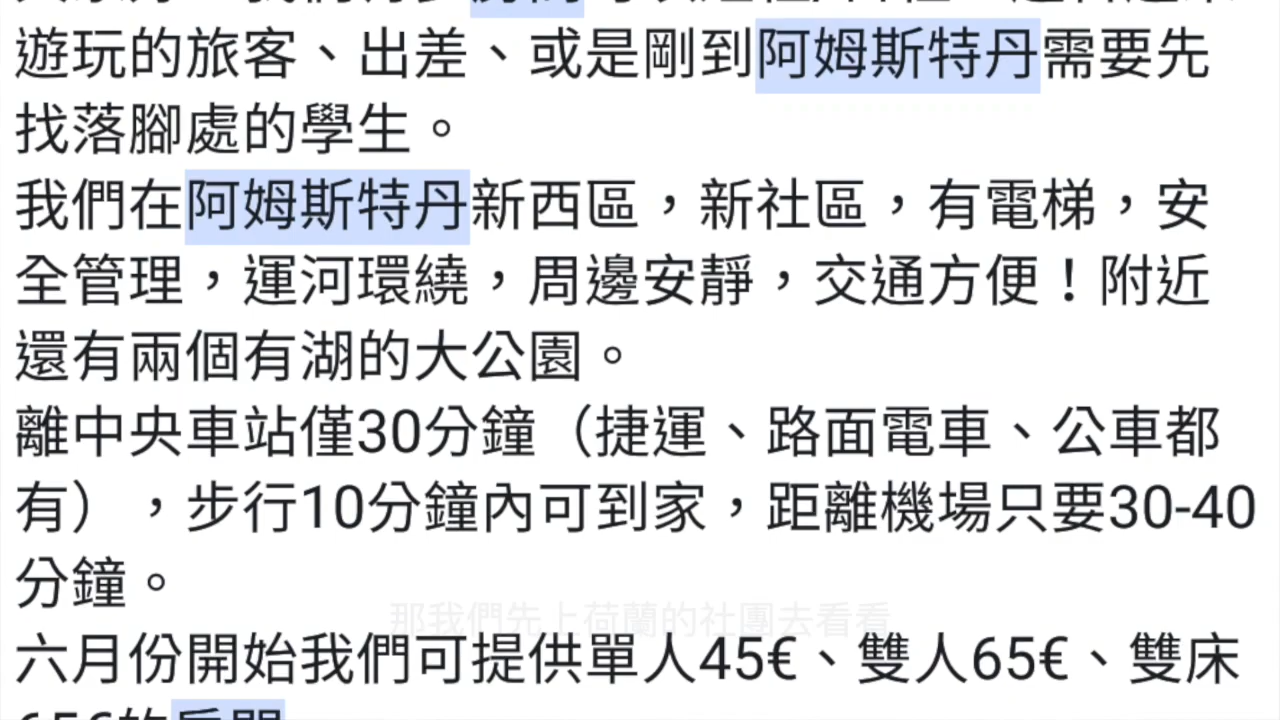 遊玩的旅客、出差、或是剛到阿姆斯特丹需要先
找落腳處的學生。
我們在阿姆斯特丹新西區，新社區，有電梯，安
全管理，運河環繞，周邊安靜，交通方便！附近
還有兩個有湖的大公園。
離中央車站僅30分鐘（捷運、路面電車、公車都
有），步行10分鐘內可到家，距離機場只要30-40
分鐘。
那我們先上荷蘭的社團去看看
六月份開始我們可提供單人45€、雙人65€、雙床